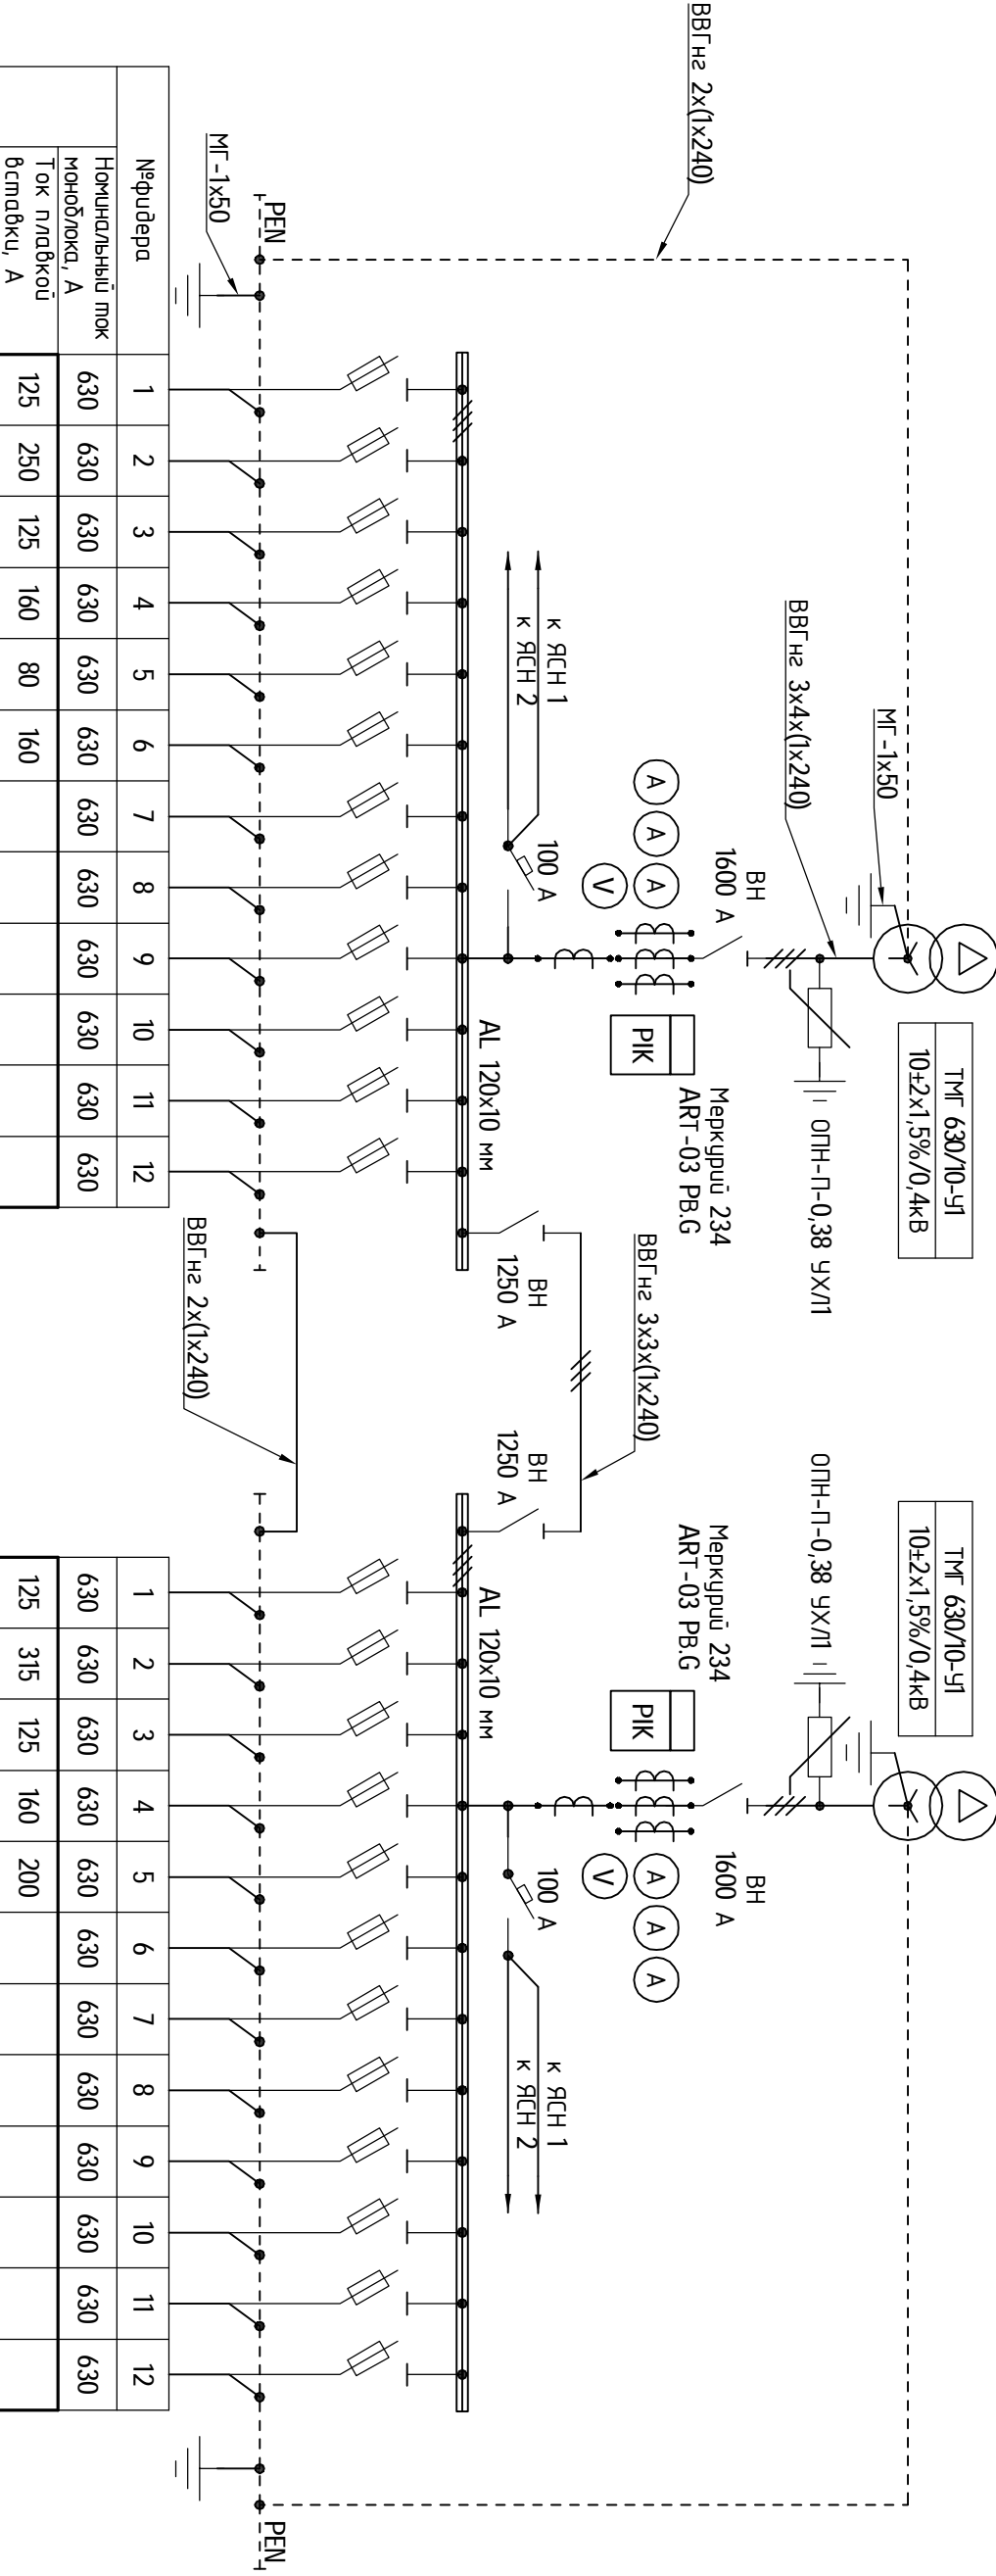 ТМГ 630/10-У1
10±2х1,5%/0,4кВ
ТМГ 630/10-У1
10±2х1,5%/0,4кВ
МГ-1х50
ВВГнг 2х(1х240)
ВВГнг 3х4х(1х240)
ОПН-П-0,38 УХЛ1
ОПН-П-0,38 УХЛ1
ВН
1600 А
ВН
1600 А
А
А
А
V
А
А
А
V
PIK
Меркурий 234
ART-03 PB.G
Меркурий 234
ART-03 PB.G
PIK
100 А
100 А
к ЯСН 1
к ЯСН 2
к ЯСН 1
к ЯСН 2
ВВГнг 3х3х(1х240)
ВН
1250 А
ВН
1250 А
AL 120х10 мм
AL 120х10 мм
PEN
PEN
МГ-1х50
ВВГнг 2х(1х240)
№фидера 1 2 3 4 5 6 7 8 9 10 11 12
1 2 3 4 5 6 7 8 9 10 11 12
Номинальный ток
моноблока, А
630 630 630 630 630 630 630 630 630 630 630 630
630 630 630 630 630 630 630 630 630 630 630 630
Ток плавкой
вставки, А
125 250 125 160 80 160
125 315 125 160 200